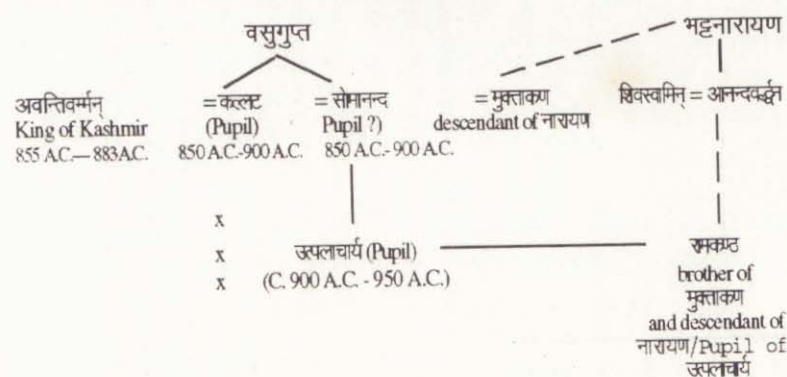 वसुगुप्त भट्टनारायण
अवन्तिवर्म्मन् =कल्लट =सोमानन्द =मुक्ताकण शिवस्वामिन् = आनन्दवर्द्धन
King of Kashmir (Pupil) Pupil ?) descendant of नारायण
855 A.C.—883A.C. 850 A.C.-900 A.C. 850 A.C.- 900 A.C.
x
x उत्पलाचार्य (Pupil) रामकण्ठ
x (C. 900 A.C. - 950 A.C.) brother of
मुक्ताकण
and descendant of
नारायण/Pupil of
उत्पलाचार्य